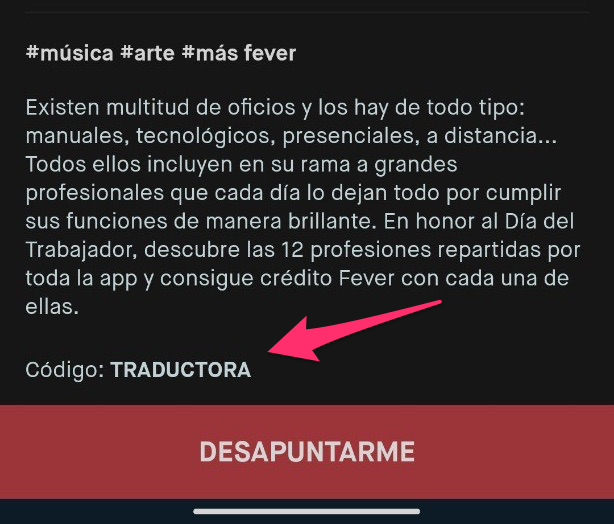 #música #arte #más fever
Existen multitud de oficios y los hay de todo tipo:
manuales, tecnológicos, presenciales, a distancia...
Todos ellos incluyen en su rama a grandes
profesionales que cada día lo dejan todo por cumplir
sus funciones de manera brillante. En honor al Día del
Trabajador, descubre las 12 profesiones repartidas por
toda la app y consigue crédito Fever con cada una de
ellas.
Código: TRADUCTORA
DESAPUNTARME